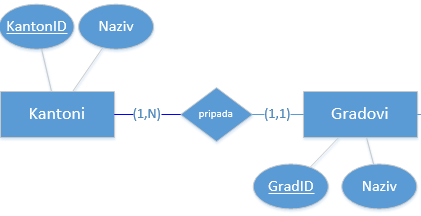 KantonID
Naziv
Kantoni
(1,N)
pripada
(1,1)
Gradovi
GradID
Naziv